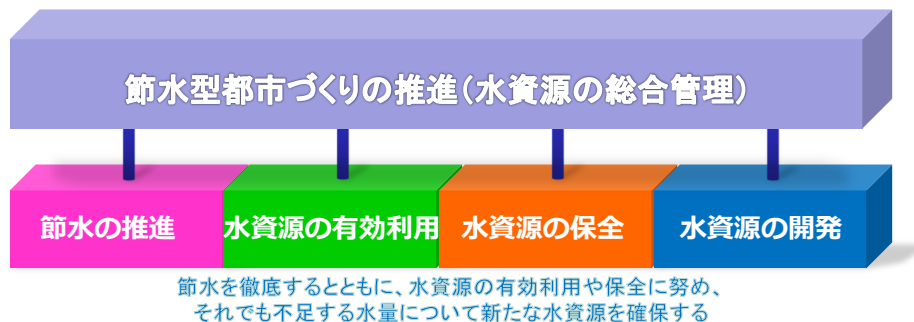 節水型都市づくりの推進（水資源の総合管理）
節水の推進
水資源の有効利用
水資源の保全
水資源の開発
節水を徹底するとともに、水資源の有効利用や保全に努め、
それでも不足する水量について新たな水資源を確保する